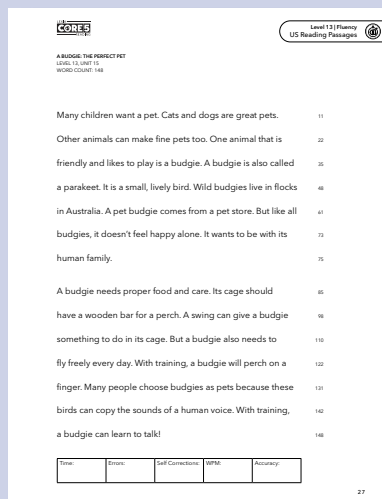 CORE5
Level 13 | Fluency
US Reading Passages
A BUDGIE: THE PERFECT PET
LEVEL 13, UNIT 15
WORD COUNT: 148
Many children want a pet. Cats and dogs are great pets. 11
Other animals can make fine pets too. One animal that is 22
friendly and likes to play is a budgie. A budgie is also called 35
a parakeet. It is a small, lively bird. Wild budgies live in flocks 48
in Australia. A pet budgie comes from a pet store. But like all 61
budgies, it doesn't feel happy alone. It wants to be with its 73
human family. 75
A budgie needs proper food and care. Its cage should 85
have a wooden bar for a perch. A swing can give a budgie 98
something to do in its cage. But a budgie also needs to 110
fly freely every day. With training, a budgie will perch on a 122
finger. Many people choose budgies as pets because these 131
birds can copy the sounds of a human voice. With training, 142
a budgie can learn to talk! 148
Time: Errors: Self Corrections: WPM: Accuracy:
27